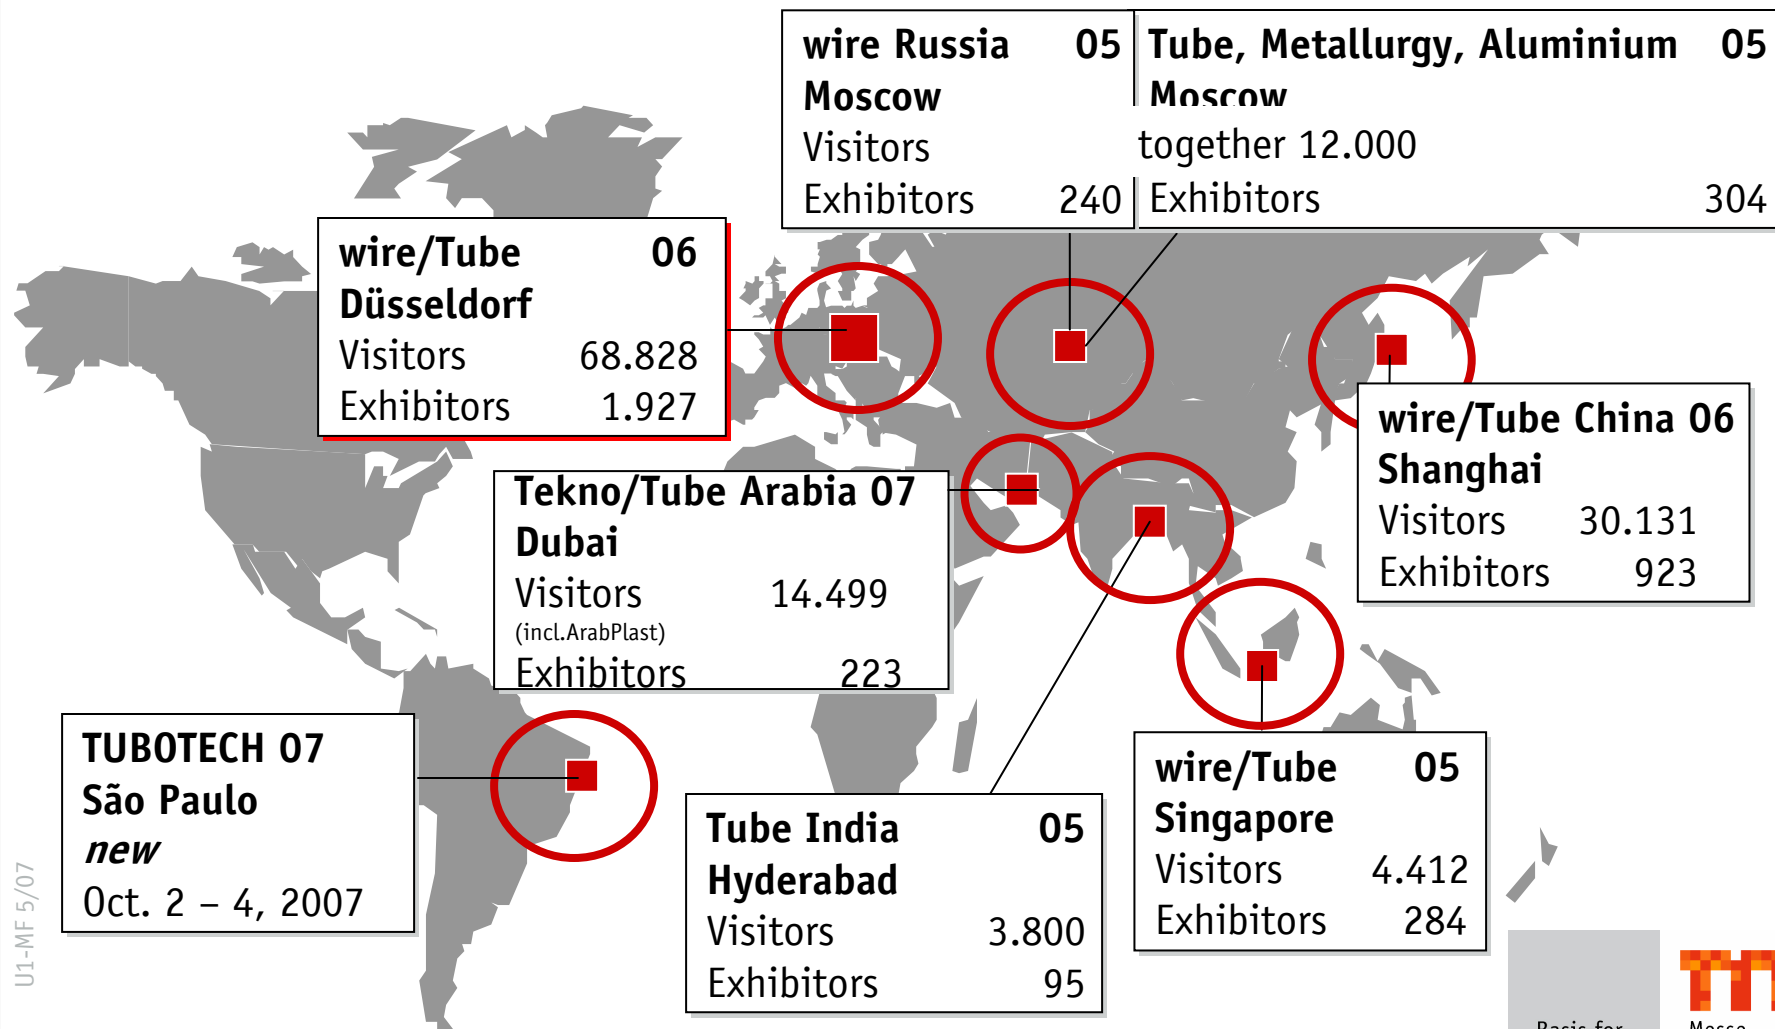 wire Russia 05
Moscow
Visitors
Exhibitors 240
Tube, Metallurgy, Aluminium 05
Moscow
together 12.000
Exhibitors 304
wire/Tube 06
Düsseldorf
Visitors 68.828
Exhibitors 1.927
wire/Tube China 06
Shanghai
Visitors 30.131
Exhibitors 923
Tekno/Tube Arabia 07
Dubai
Visitors 14.499
(incl.ArabPlast)
Exhibitors 223
TUBOTECH 07
São Paulo
new
Oct. 2 – 4, 2007
Tube India 05
Hyderabad
Visitors 3.800
Exhibitors 95
wire/Tube 05
Singapore
Visitors 4.412
Exhibitors 284
U1-MF 5/07
Basis for
Messe